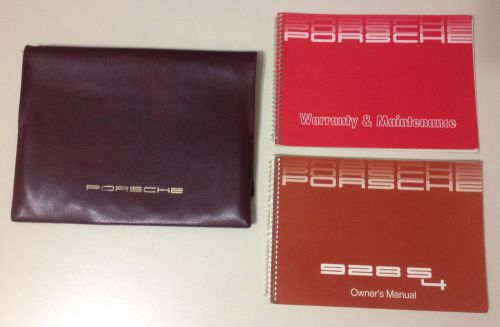 PORSCHE
PORSCHE
Warranty & Maintenance
PORSCHE
928 S4
Owner's Manual